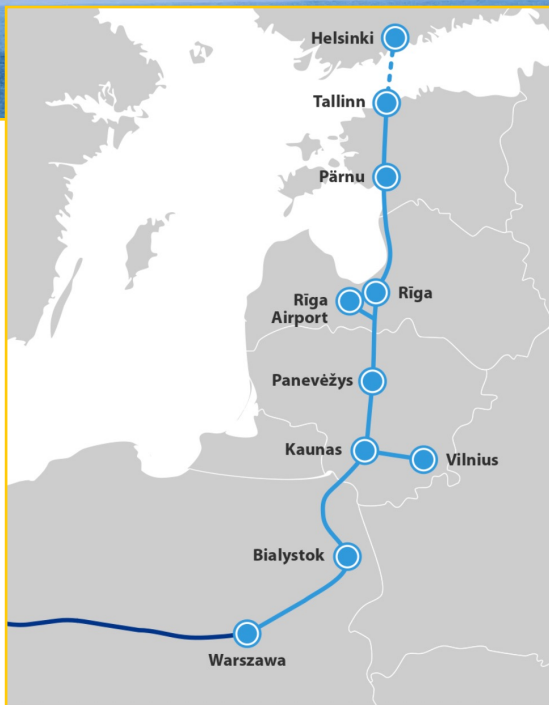 Helsinki
Tallinn
Pärnu
Rīga
Rīga
Airport
Panevėžys
Kaunas
Vilnius
Bialystok
Warszawa